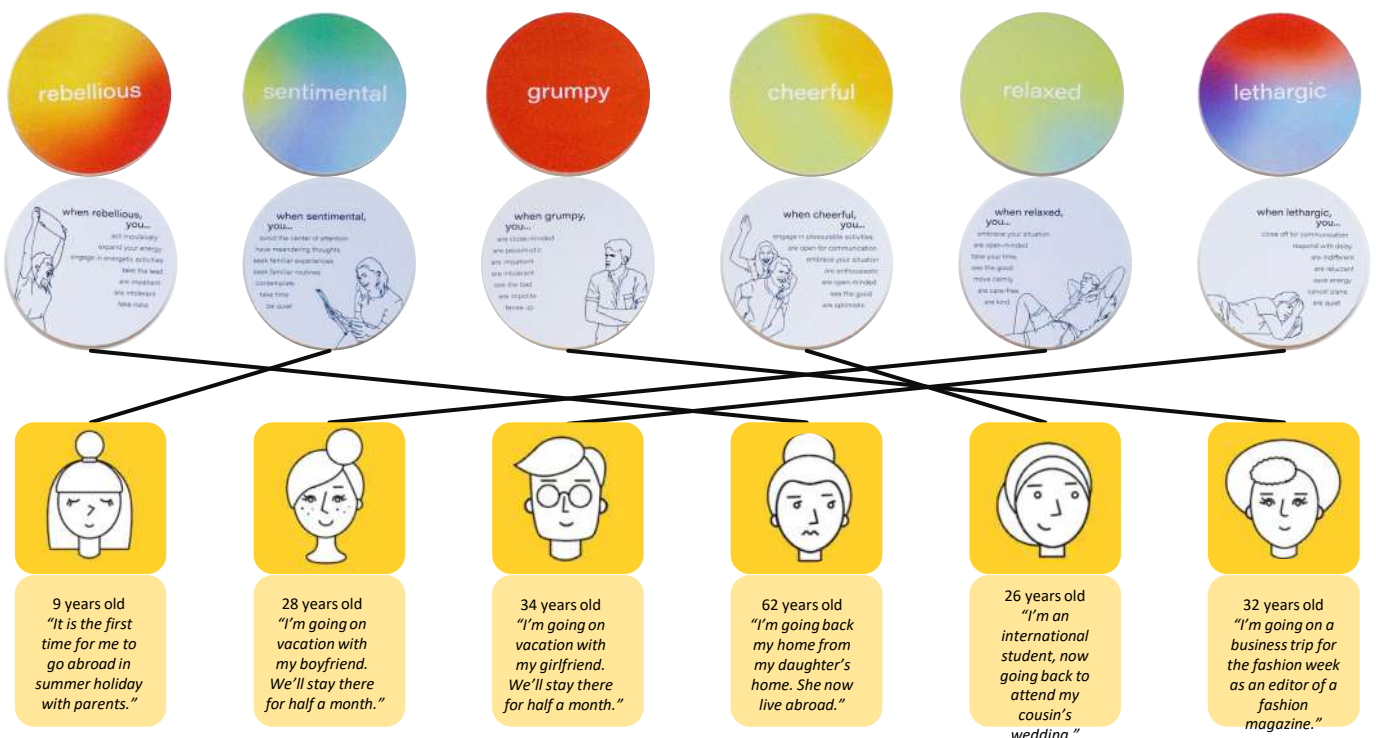 rebellious
sentimental
grumpy
cheerful
relaxed
lethargic
when rebellious,
you...
act impulsively
expand your energy
engage in energetic activities
take the lead
are impatient
are intolerant
take risks
when sentimental,
you...
avoid the center of attention
have meandering thoughts
seek familiar experiences
seek familiar routines
contemplate
take time
be quiet
when grumpy,
you...
are close-minded
are pessimistic
are impatient
are intolerant
see the bad
are impolite
tense up
when cheerful,
you...
engage in pleasurable activities
are open for communication
embrace your situation
are enthusiastic
are open-minded
see the good
are optimistic
when relaxed,
you...
embrace your situation
are open-minded
take your time
see the good
move calmly
are care-free
are kind
when lethargic,
you...
close off for communication
respond with delay
are indifferent
are reluctant
save energy
cancel plans
are quiet
9 years old
“It is the first
time for me to
go abroad in
summer holiday
with parents.”
28 years old
“I’m going on
vacation with
my boyfriend.
We’ll stay there
for half a month.”
34 years old
“I’m going on
vacation with
my girlfriend.
We’ll stay there
for half a month.”
62 years old
“I’m going back
my home from
my daughter’s
home. She now
live abroad.”
26 years old
“I’m an
international
student, now
going back to
attend my
cousin’s
wedding.”
32 years old
“I’m going on a
business trip for
the fashion week
as an editor of a
fashion
magazine.”